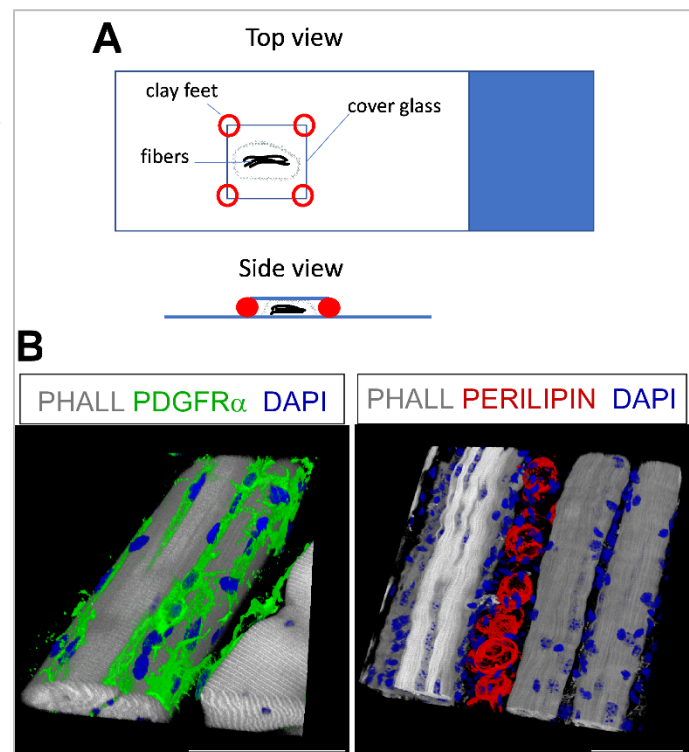 A
Top view
clay feet
cover glass
fibers
Side view
B
PHALL PDGFRα DAPI
PHALL PERILIPIN DAPI